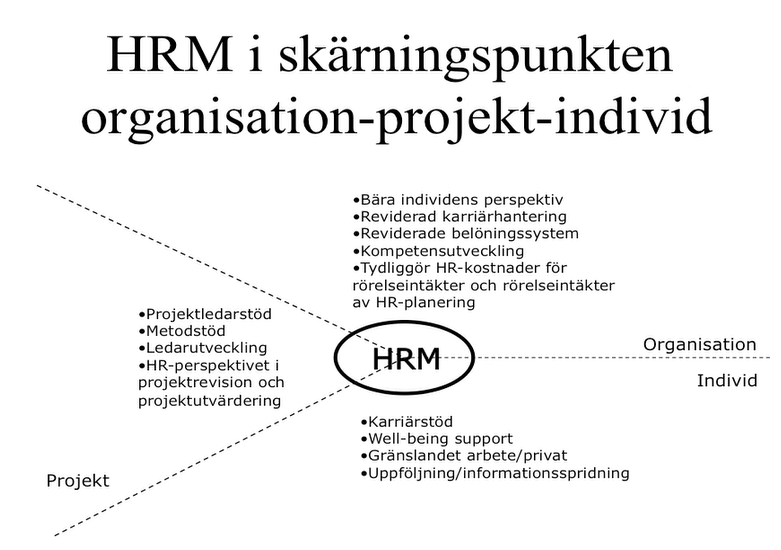 HRM i skärningspunkten
organisation-projekt-individ
•Bära individens perspektiv
•Reviderad karriärhantering
•Reviderade belöningssystem
•Kompetensutveckling
•Tydliggör HR-kostnader för
rörelseintäkter och rörelseintäkter
av HR-planering
•Projektledarstöd
•Metodstöd
•Ledarutveckling
•HR-perspektivet i
projektrevision och
projektutvärdering
HRM
Organisation
Individ
•Karriärstöd
•Well-being support
•Gränslandet arbete/privat
•Uppföljning/informationsspridning
Projekt